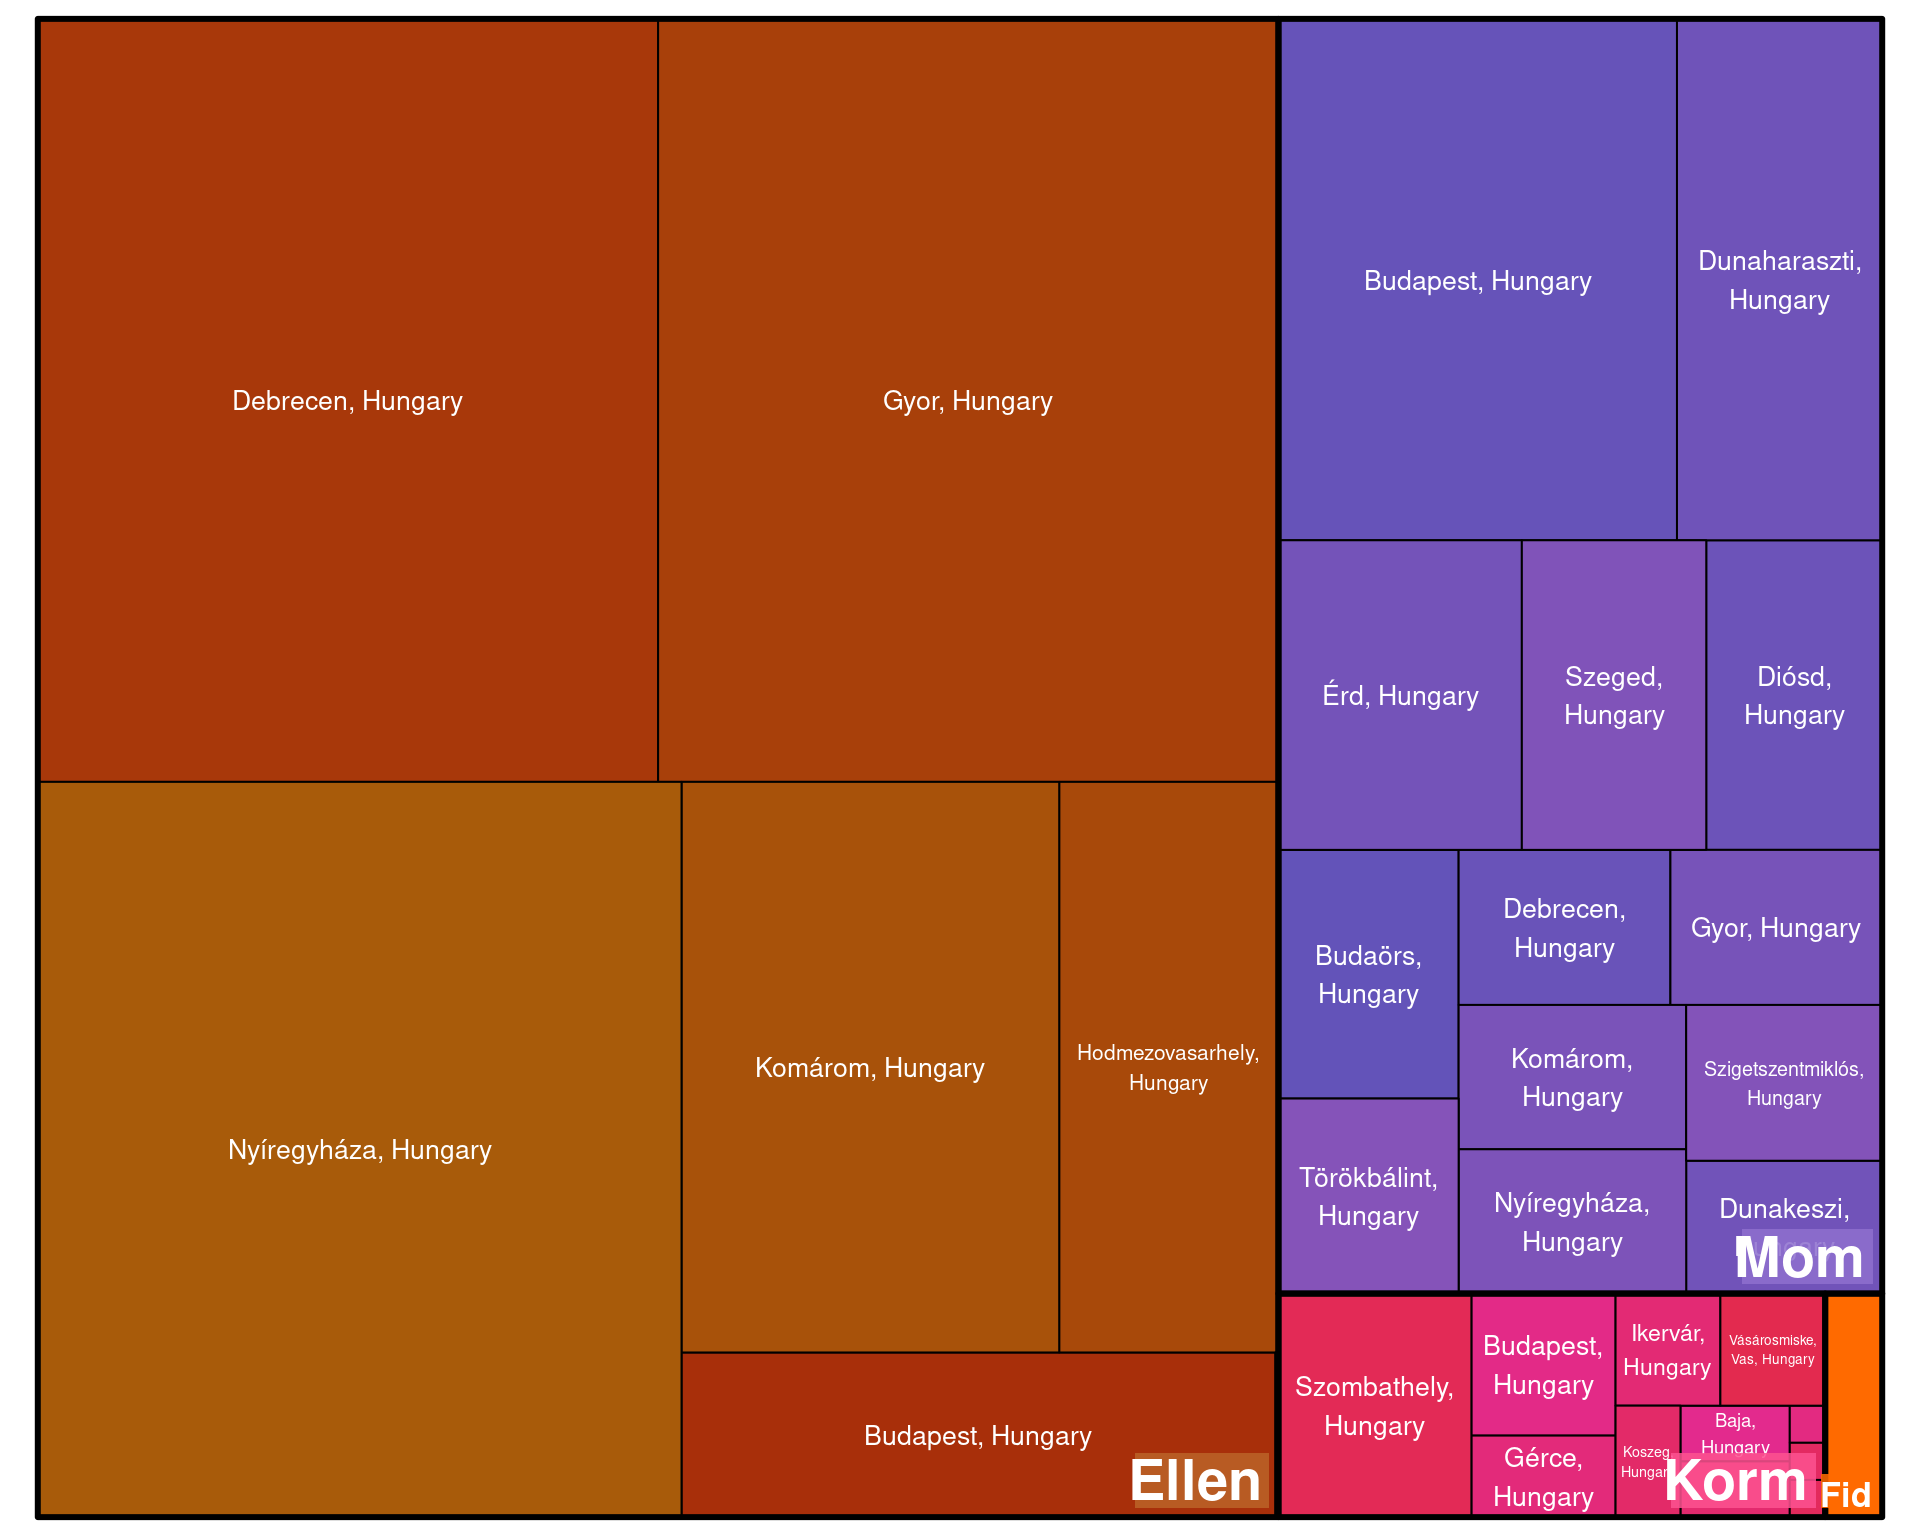 Debrecen, Hungary
Gyor, Hungary
Nyíregyháza, Hungary
Komárom, Hungary
Hodmezovasarhely,
Hungary
Budapest, Hungary
Ellen
Budapest, Hungary
Dunaharaszti,
Hungary
Érd, Hungary
Szeged,
Hungary
Diósd,
Hungary
Budaörs,
Hungary
Debrecen,
Hungary
Gyor, Hungary
Komárom,
Hungary
Szigetszentmiklós,
Hungary
Törökbálint,
Hungary
Nyíregyháza,
Hungary
Dunakeszi,
Mom
Szombathely,
Hungary
Budapest,
Hungary
Gérce,
Hungary
Ikervár,
Hungary
Vásárosmiske,
Vas, Hungary
Koszeg
Hungar
Baja,
Hungary
Korm
Fid